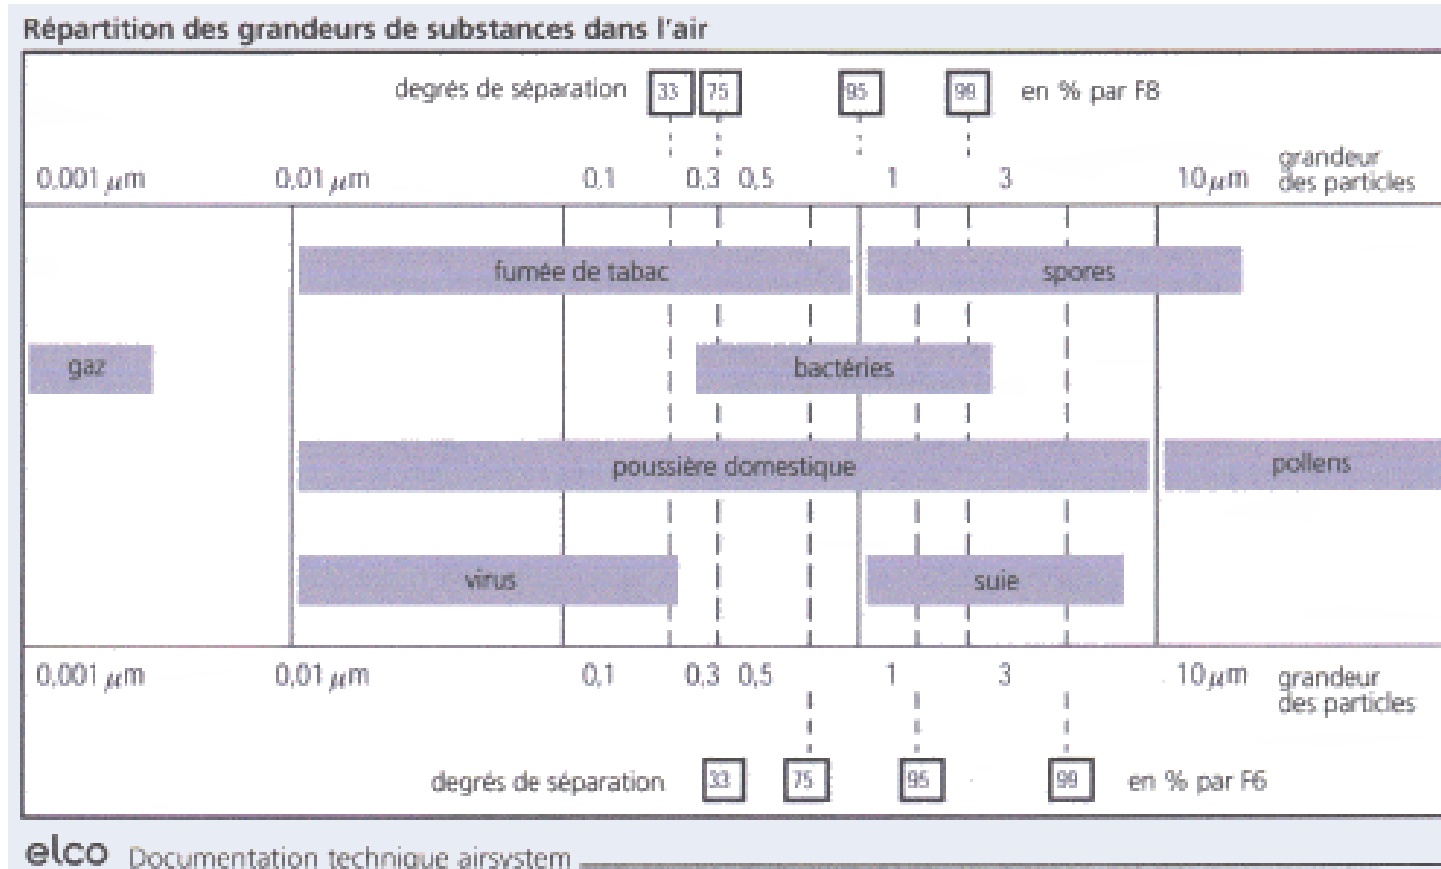 Répartition des grandeurs de substances dans l'air
degrés de séparation 33 75 95 99 en % par F8
0,001 μm 0,01 μm 0,1 0,3 0,5 1 3 10 μm grandeur
des particles
fumée de tabac spores
gaz bactéries
poussière domestique pollens
virus suie
0,001 μm 0,01 μm 0,1 0,3 0,5 1 3 10 μm grandeur
des particles
degrés de séparation 33 75 95 99 en % par F6
elco Documentation technique airsystem